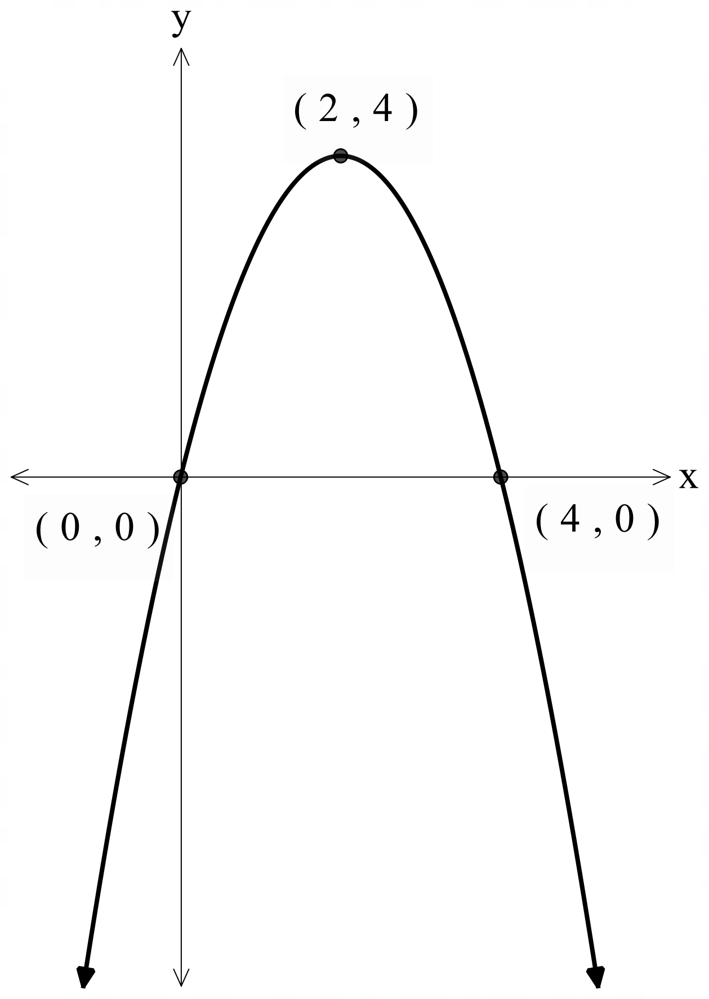 y
( 2 , 4 )
x
( 0 , 0 )
( 4 , 0 )